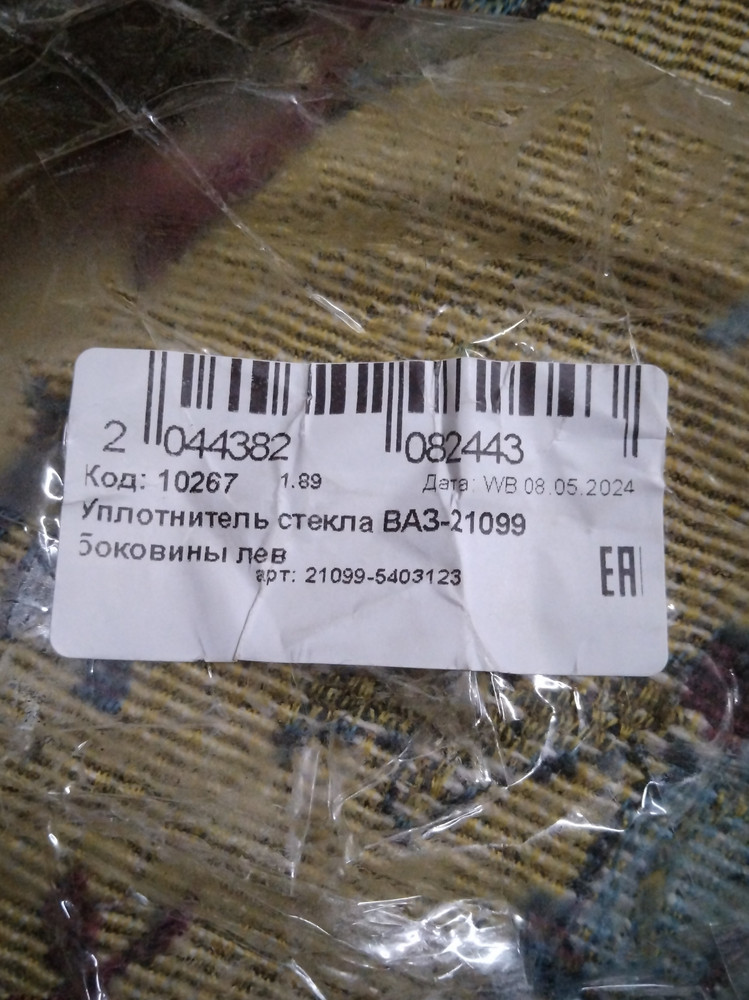 2 044382 082443
Код: 10267 1.89 Дата: WB 08.05.2024
Уплотнитель стекла ВАЗ-21099
боковины лев
арт: 21099-5403123
EAC